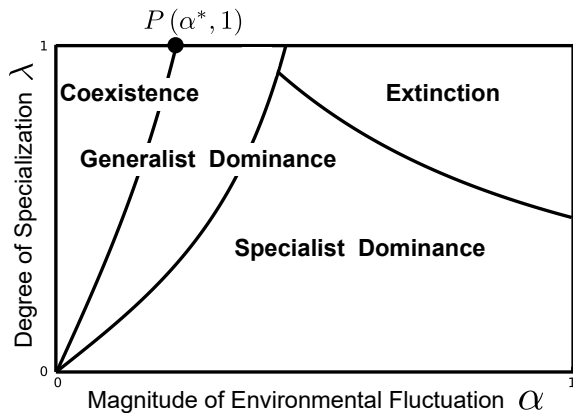 P (α*, 1)
1
Coexistence
Extinction
Generalist Dominance
Specialist Dominance
Degree of Specialization λ
0
0
1
Magnitude of Environmental Fluctuation α